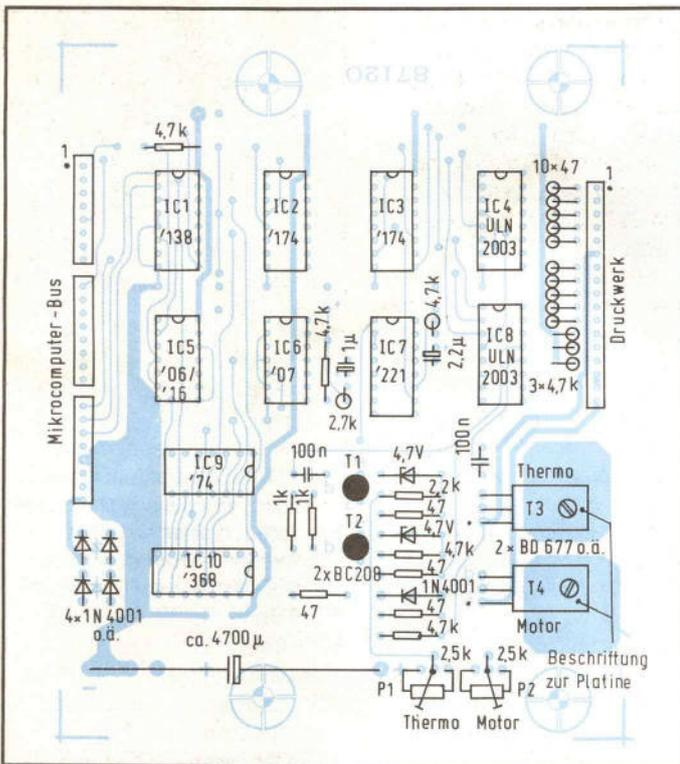 87120
4,7k
10×47
1
1
IC1
'138
IC2
'174
IC3
'174
IC4
ULN
2003
Mikrocomputer-Bus
Druckwerk
4,7k
1µ
4,7k
2,2µ
IC5
'06/
'16
IC6
'07
IC7
'221
IC8
ULN
2003
2,7k
3×4,7k
100n
IC9
'74
100n
T1
4,7V
2,2k
47
Thermo
T3
1k
1k
T2
4,7V
4,7k
47
2× BD 677 o.ä.
IC10
'368
2×BC208
1N4001
47
T4
4×1N4001
o.ä.
47
4,7k
Motor
ca. 4700µ
2,5k
2,5k
Beschriftung
zur Platine
-
+
P1
P2
Thermo
Motor